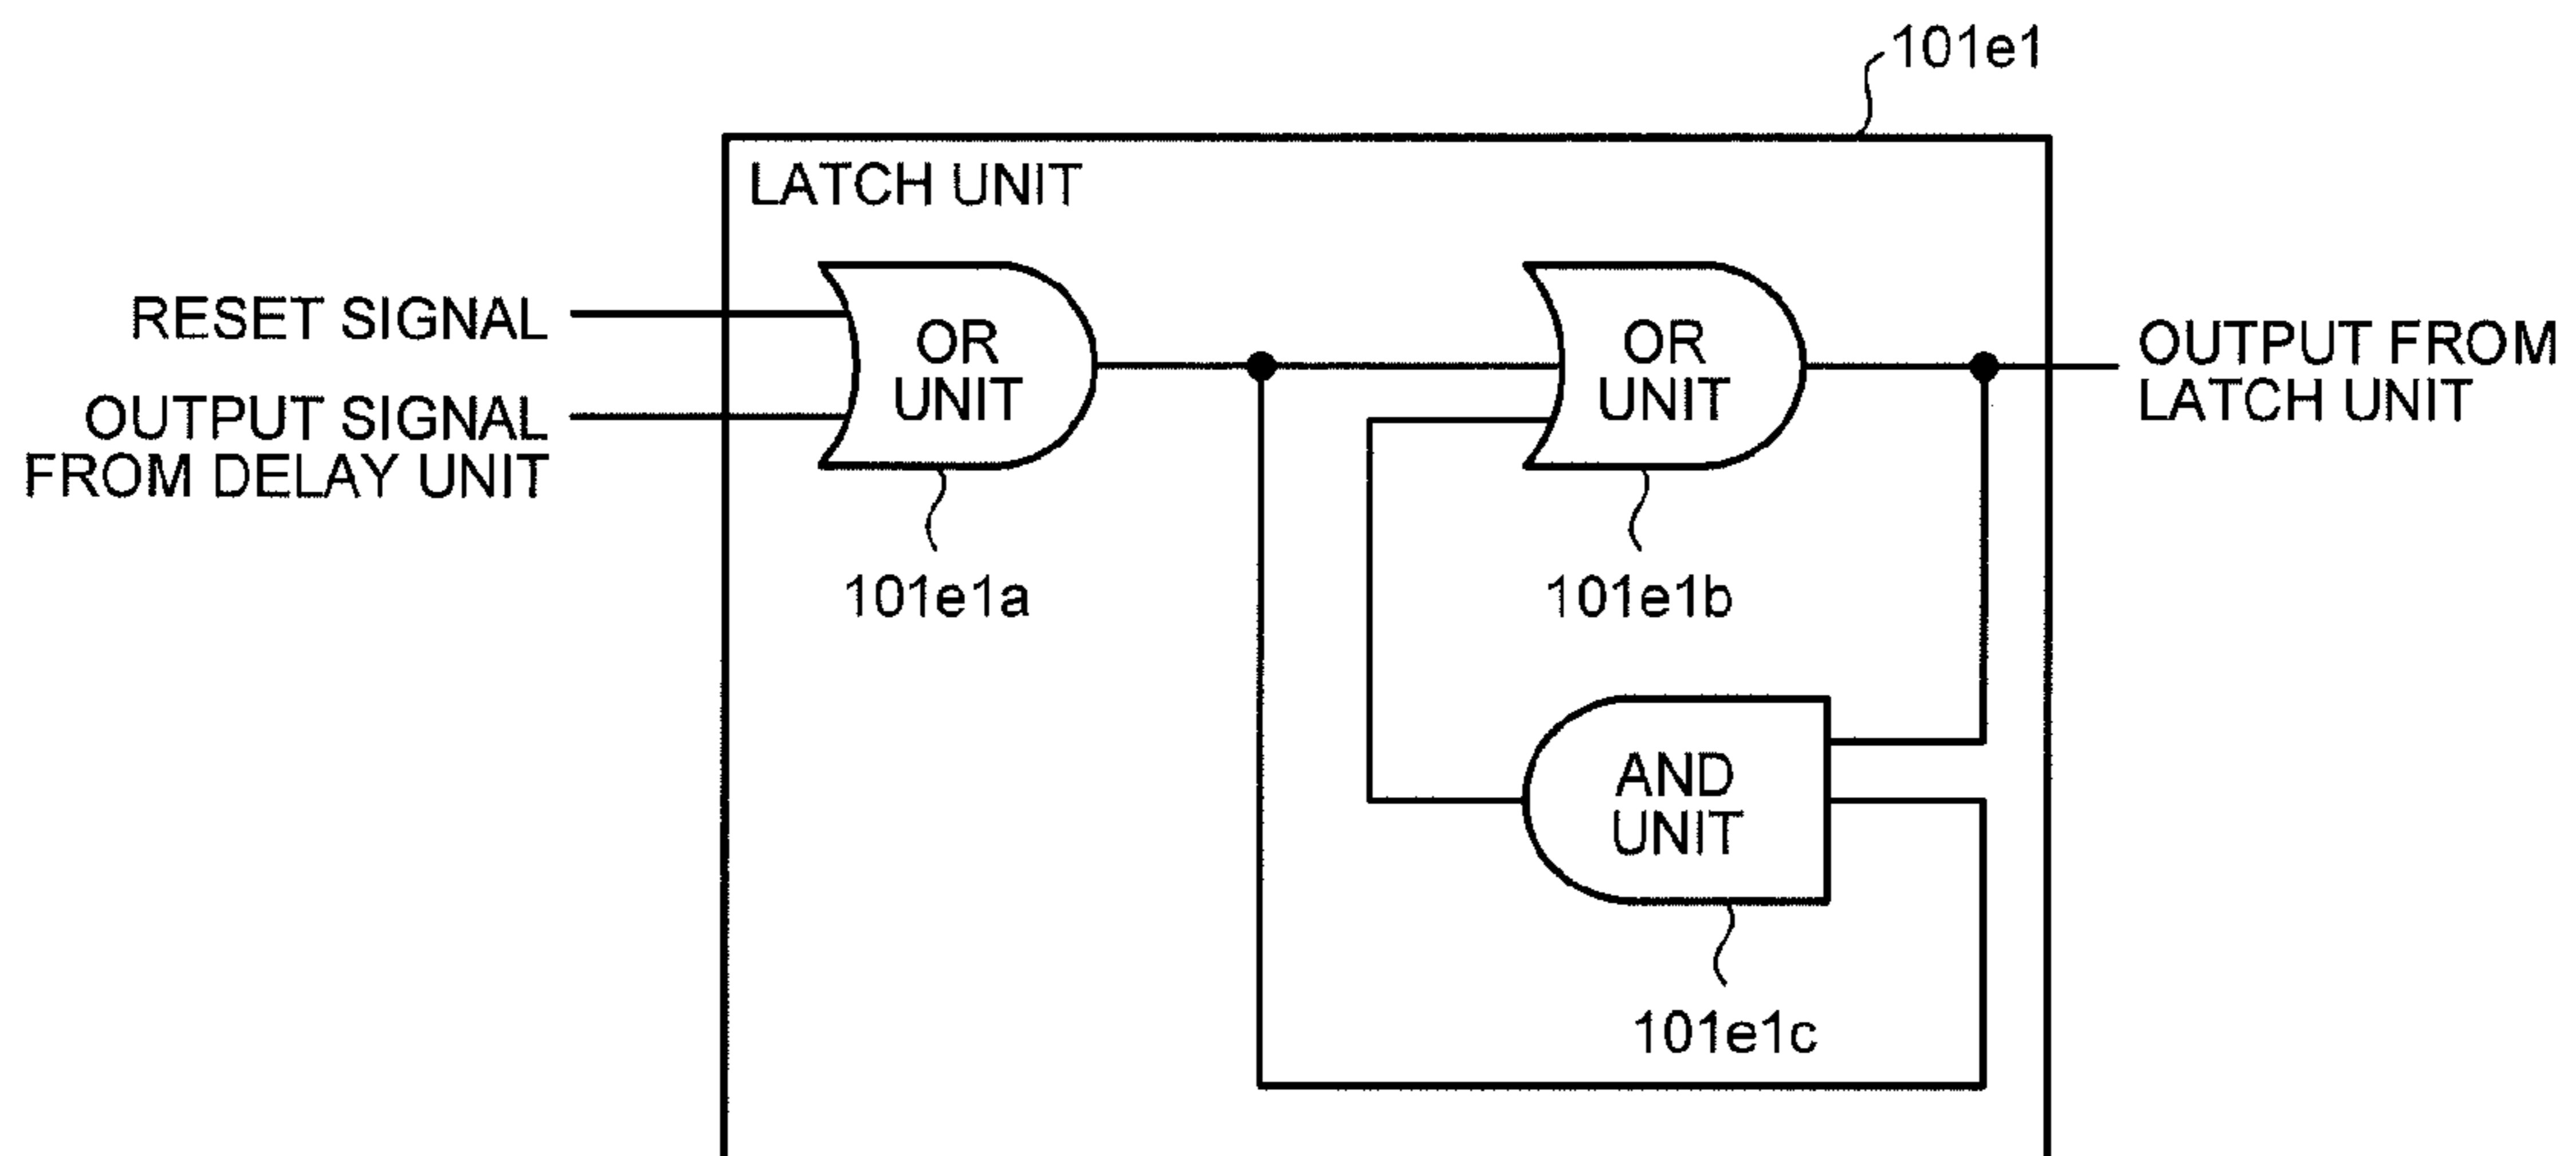 101e1
LATCH UNIT
RESET SIGNAL
OUTPUT SIGNAL
FROM DELAY UNIT
OR
UNIT
101e1a
OR
UNIT
101e1b
OUTPUT FROM
LATCH UNIT
AND
UNIT
101e1c